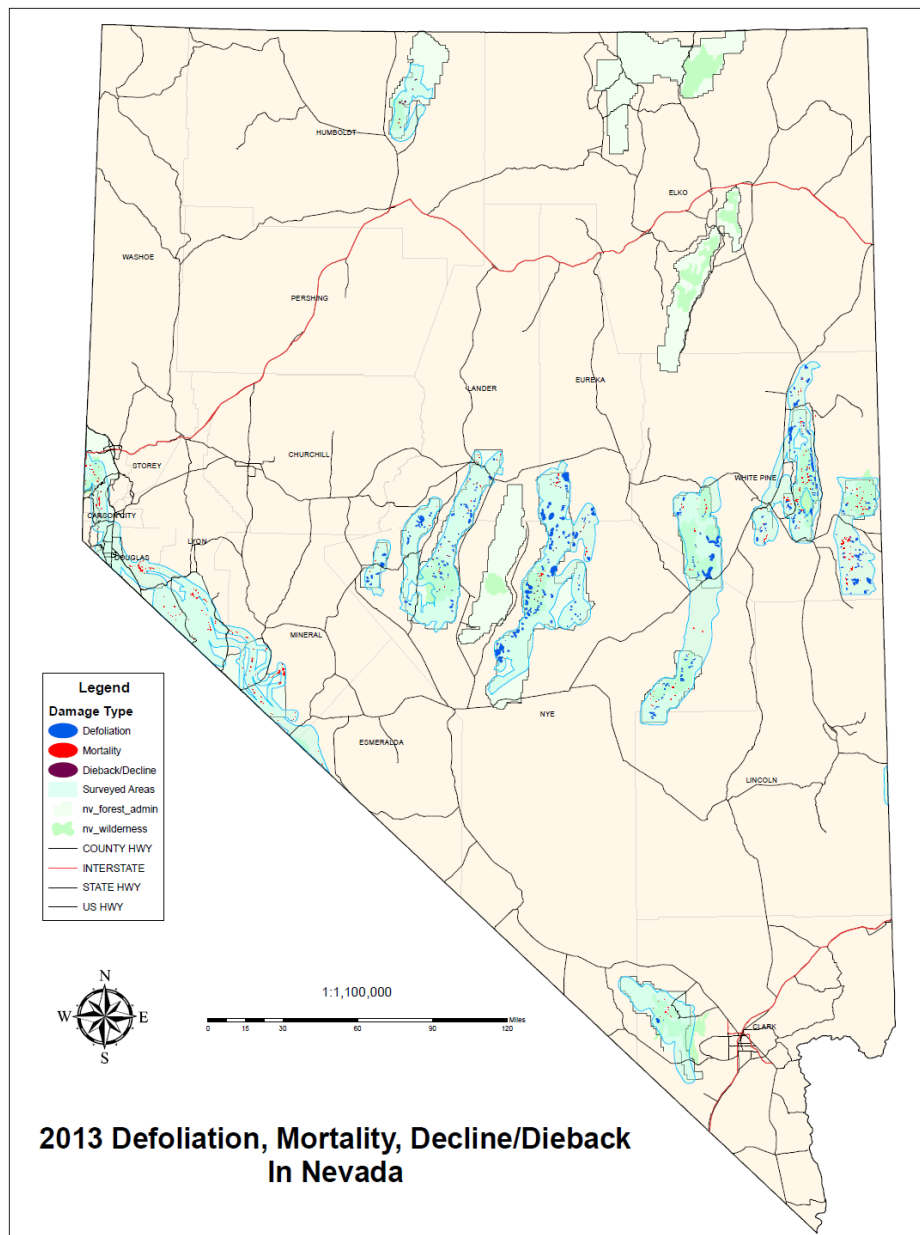 HUMBOLDT
ELKO
WASHOE
PERSHING
LANDER
EUREKA
CHURCHILL
STOREY
WHITE PINE
CARSON CITY
LYON
DOUGLAS
MINERAL
NYE
ESMERALDA
LINCOLN
CLARK
Legend
Damage Type
Defoliation
Mortality
Dieback/Decline
Surveyed Areas
nv_forest_admin
nv_wilderness
COUNTY HWY
INTERSTATE
STATE HWY
US HWY
N
W E
S
1:1,100,000
0 15 30 60 90 120
Miles
2013 Defoliation, Mortality, Decline/Dieback
In Nevada